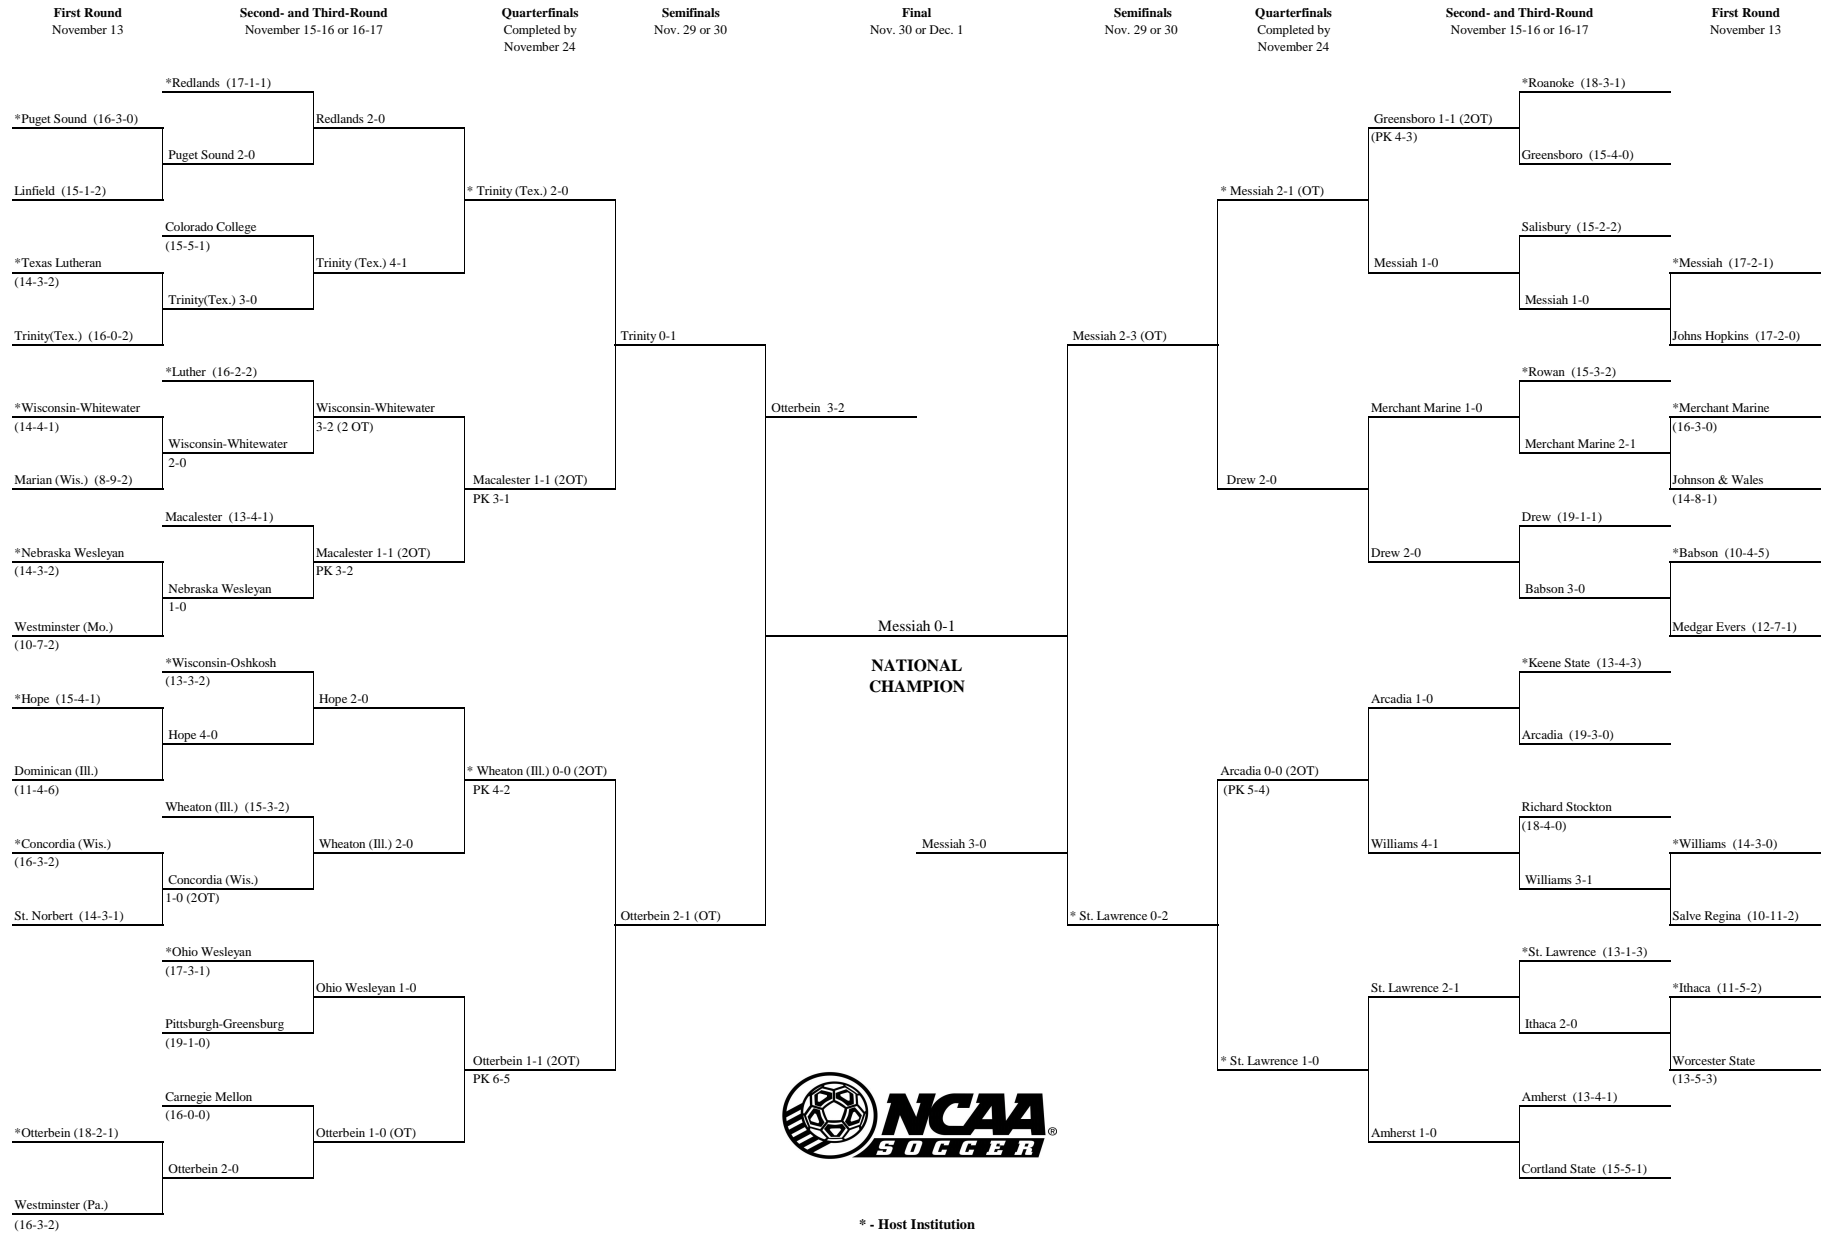 First Round
November 13
Second- and Third-Round
November 15-16 or 16-17
Quarterfinals
Completed by
November 24
Semifinals
Nov. 29 or 30
Final
Nov. 30 or Dec. 1
Semifinals
Nov. 29 or 30
Quarterfinals
Completed by
November 24
Second- and Third-Round
November 15-16 or 16-17
First Round
November 13
*Puget Sound (16-3-0)
Linfield (15-1-2)
*Texas Lutheran
(14-3-2)
Trinity(Tex.) (16-0-2)
*Wisconsin-Whitewater
(14-4-1)
Marian (Wis.) (8-9-2)
*Nebraska Wesleyan
(14-3-2)
Westminster (Mo.)
(10-7-2)
*Hope (15-4-1)
Dominican (Ill.)
(11-4-6)
*Concordia (Wis.)
(16-3-2)
St. Norbert (14-3-1)
*Otterbein (18-2-1)
Westminster (Pa.)
(16-3-2)
*Redlands (17-1-1)
Puget Sound 2-0
Colorado College
(15-5-1)
Trinity(Tex.) 3-0
*Luther (16-2-2)
Wisconsin-Whitewater
2-0
Macalester (13-4-1)
Nebraska Wesleyan
1-0
*Wisconsin-Oshkosh
(13-3-2)
Hope 4-0
Wheaton (Ill.) (15-3-2)
Concordia (Wis.)
1-0 (2OT)
*Ohio Wesleyan
(17-3-1)
Pittsburgh-Greensburg
(19-1-0)
Carnegie Mellon
(16-0-0)
Otterbein 2-0
Redlands 2-0
Trinity (Tex.) 4-1
Wisconsin-Whitewater
3-2 (2 OT)
Macalester 1-1 (2OT)
PK 3-2
Hope 2-0
Wheaton (Ill.) 2-0
Ohio Wesleyan 1-0
Otterbein 1-0 (OT)
* Trinity (Tex.) 2-0
Macalester 1-1 (2OT)
PK 3-1
* Wheaton (Ill.) 0-0 (2OT)
PK 4-2
Otterbein 1-1 (2OT)
PK 6-5
Trinity 0-1
Otterbein 2-1 (OT)
Otterbein 3-2
Messiah 0-1
NATIONAL
CHAMPION
Messiah 3-0
NCAA
SOCCER
®
* - Host Institution
Messiah 2-3 (OT)
* St. Lawrence 0-2
* Messiah 2-1 (OT)
Drew 2-0
Arcadia 0-0 (2OT)
(PK 5-4)
* St. Lawrence 1-0
Greensboro 1-1 (2OT)
(PK 4-3)
Messiah 1-0
Merchant Marine 1-0
Drew 2-0
Arcadia 1-0
Williams 4-1
St. Lawrence 2-1
Amherst 1-0
*Roanoke (18-3-1)
Greensboro (15-4-0)
Salisbury (15-2-2)
Messiah 1-0
*Rowan (15-3-2)
Merchant Marine 2-1
Drew (19-1-1)
Babson 3-0
*Keene State (13-4-3)
Arcadia (19-3-0)
Richard Stockton
(18-4-0)
Williams 3-1
*St. Lawrence (13-1-3)
Ithaca 2-0
Amherst (13-4-1)
Cortland State (15-5-1)
*Messiah (17-2-1)
Johns Hopkins (17-2-0)
*Merchant Marine
(16-3-0)
Johnson & Wales
(14-8-1)
*Babson (10-4-5)
Medgar Evers (12-7-1)
*Williams (14-3-0)
Salve Regina (10-11-2)
*Ithaca (11-5-2)
Worcester State
(13-5-3)